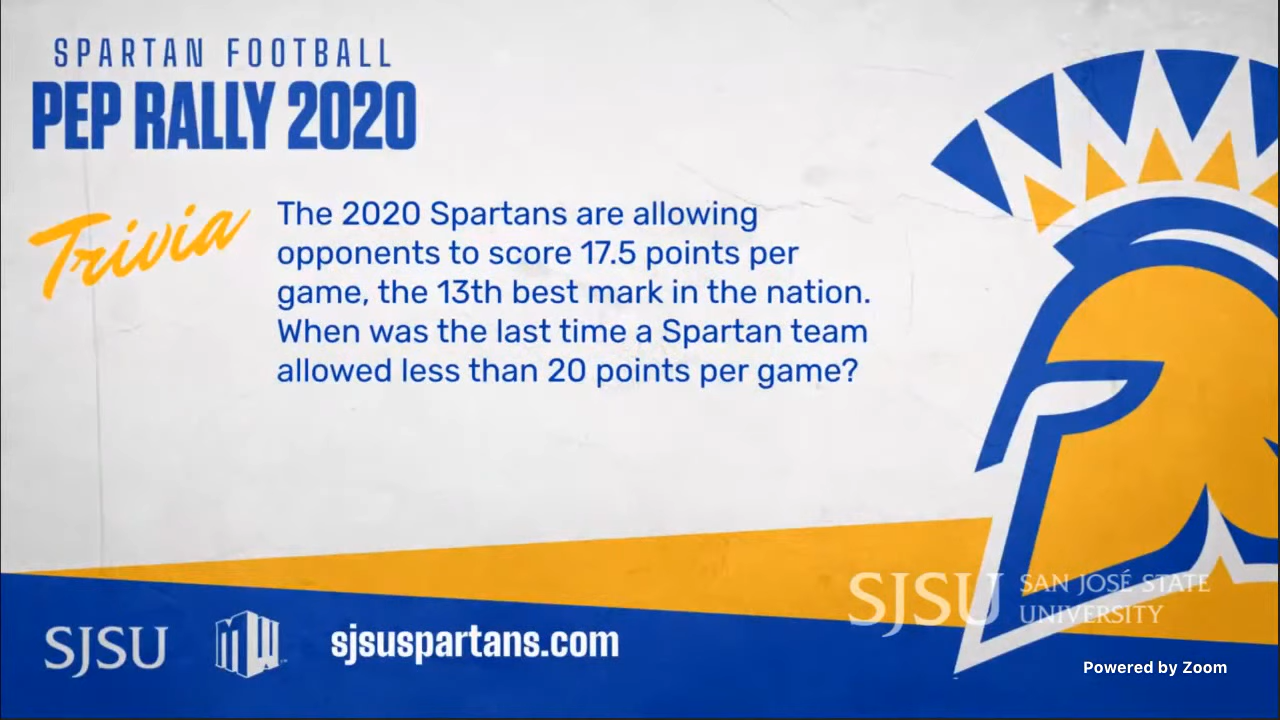 SPARTAN FOOTBALL
PEP RALLY 2020
Trivia
The 2020 Spartans are allowing
opponents to score 17.5 points per
game, the 13th best mark in the nation.
When was the last time a Spartan team
allowed less than 20 points per game?
SJSU
SAN JOSÉ STATE
UNIVERSITY
SJSU
MW
sjsuspartans.com
Powered by Zoom